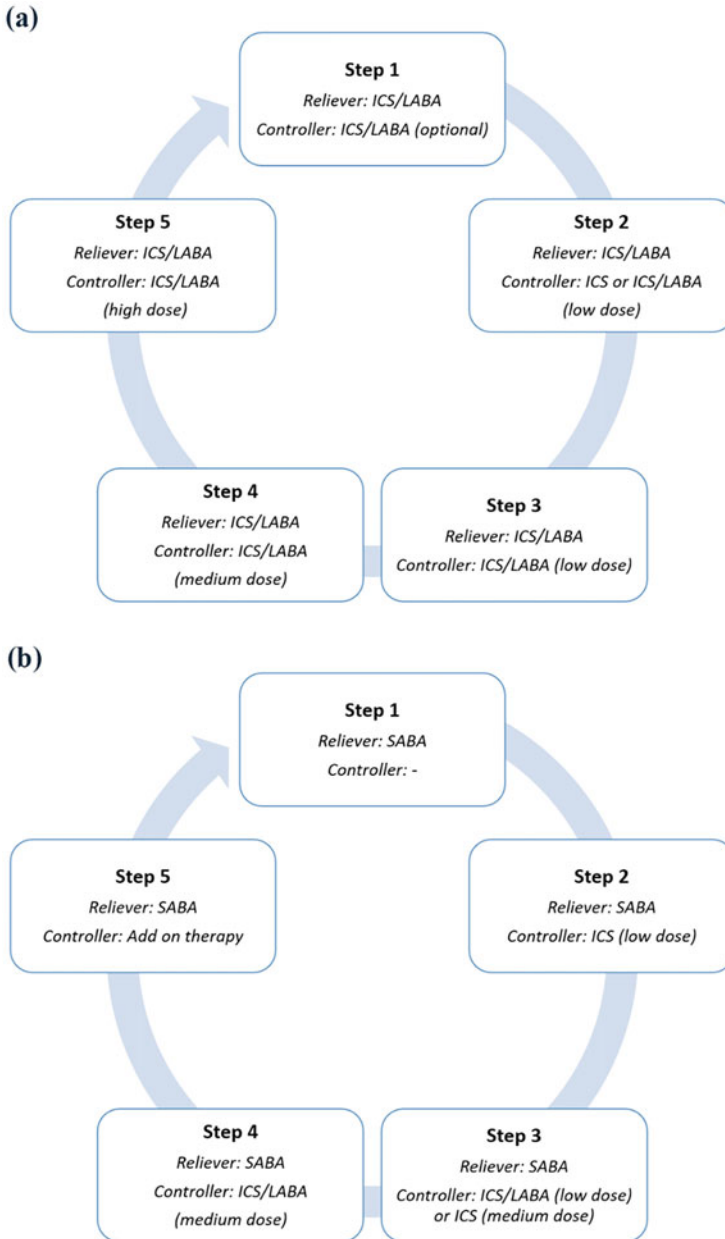 (a)
Step 1
Reliever: ICS/LABA
Controller: ICS/LABA (optional)
Step 2
Reliever: ICS/LABA
Controller: ICS or ICS/LABA
(low dose)
Step 3
Reliever: ICS/LABA
Controller: ICS/LABA (low dose)
Step 4
Reliever: ICS/LABA
Controller: ICS/LABA
(medium dose)
Step 5
Reliever: ICS/LABA
Controller: ICS/LABA
(high dose)
(b)
Step 1
Reliever: SABA
Controller: -
Step 2
Reliever: SABA
Controller: ICS (low dose)
Step 3
Reliever: SABA
Controller: ICS/LABA (low dose)
or ICS (medium dose)
Step 4
Reliever: SABA
Controller: ICS/LABA
(medium dose)
Step 5
Reliever: SABA
Controller: Add on therapy